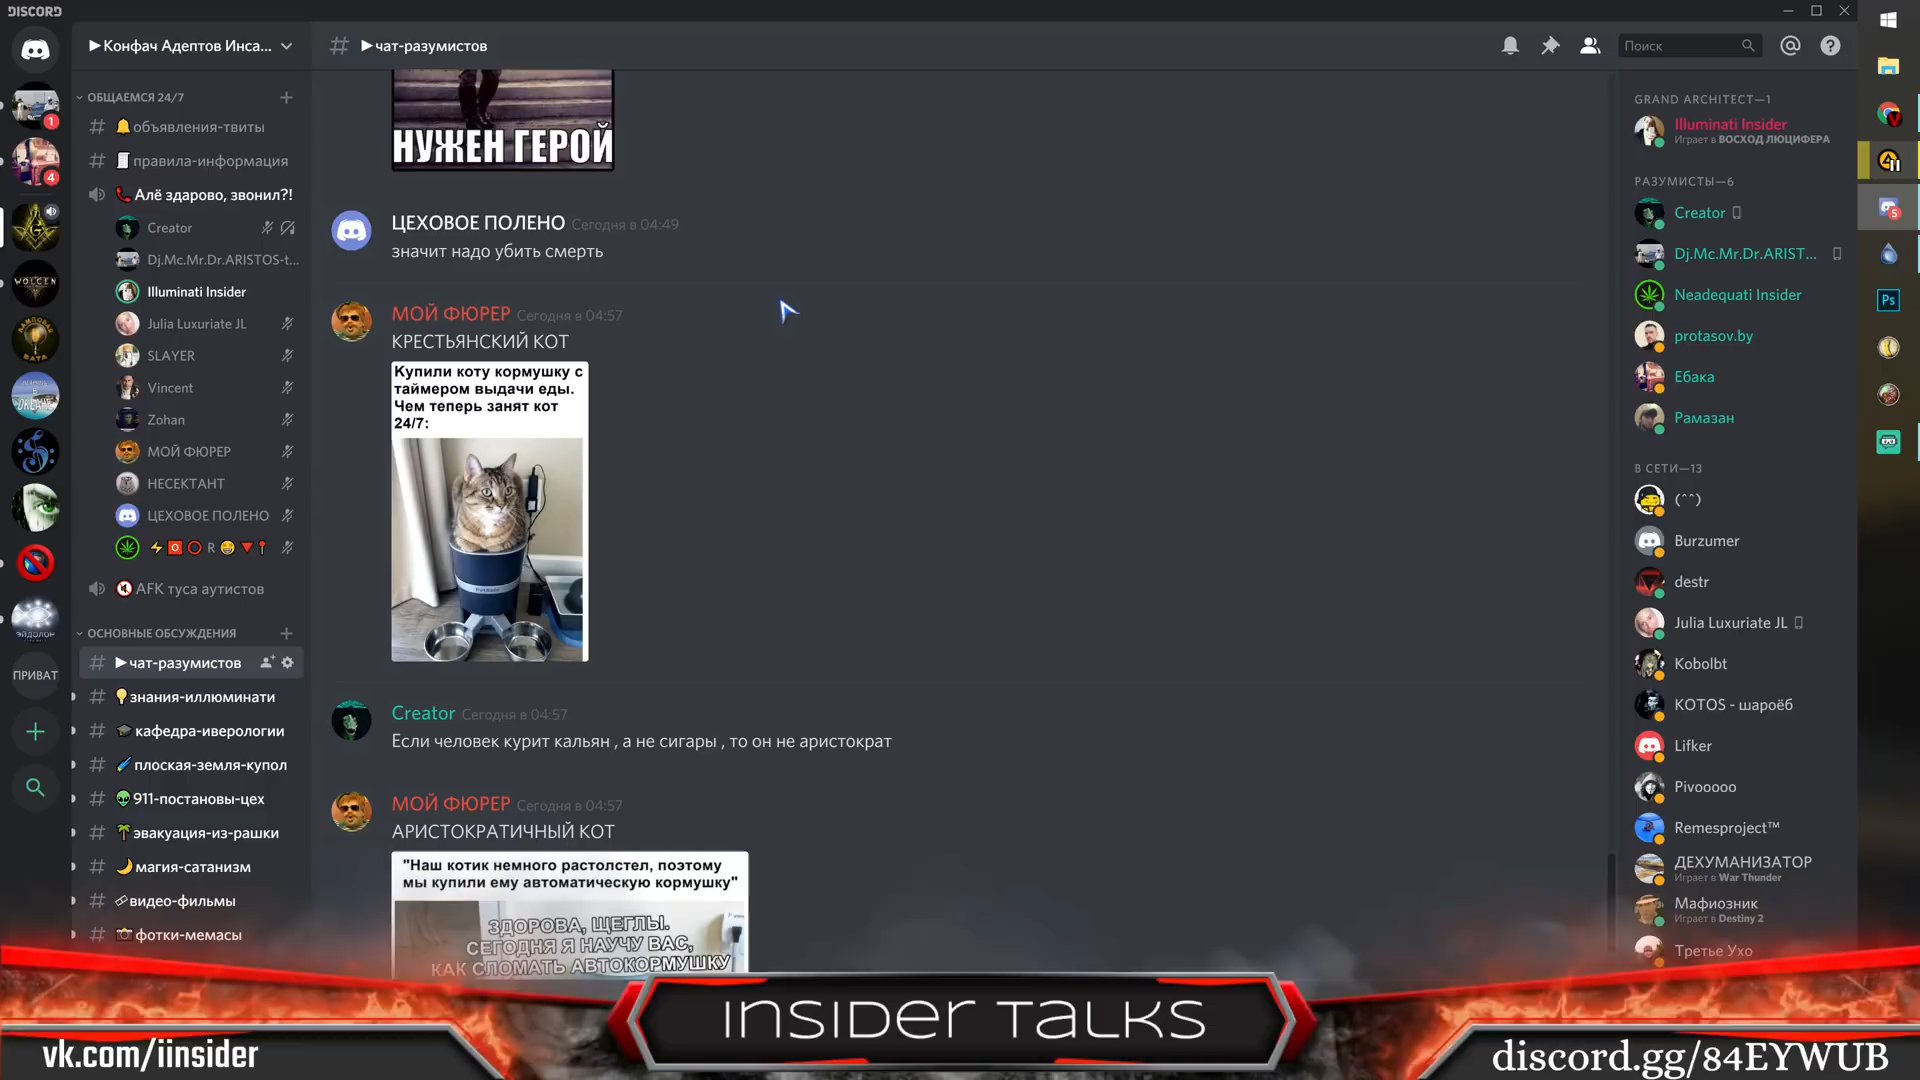 DISCORD
▶Конфач Адептов Инса...
ОБЩАЕМСЯ 24/7
объявления-твиты
правила-информация
Алё здарово, звонил?!
Creator
Dj.Mc.Mr.Dr.ARISTOS-t...
Illuminati Insider
Julia Luxuriate JL
SLAYER
Vincent
Zohan
МОЙ ФЮРЕР
НЕСЕКТАНТ
ЦЕХОВОЕ ПОЛЕНО
R
AFK туса аутистов
ОСНОВНЫЕ ОБСУЖДЕНИЯ
▶чат-разумистов
знания-иллюминати
кафедра-иверологии
плоская-земля-купол
911-постановы-цех
эвакуация-из-рашки
магия-сатанизм
видео-фильмы
фотки-мемасы
1
4
WOLCEN
ПРИВАТ
# ▶чат-разумистов
Поиск
НУЖЕН ГЕРОЙ
ЦЕХОВОЕ ПОЛЕНО Сегодня в 04:49
значит надо убить смерть
МОЙ ФЮРЕР Сегодня в 04:57
КРЕСТЬЯНСКИЙ КОТ
Купили коту кормушку с
таймером выдачи еды.
Чем теперь занят кот
24/7:
Creator Сегодня в 04:57
Если человек курит кальян , а не сигары , то он не аристократ
МОЙ ФЮРЕР Сегодня в 04:57
АРИСТОКРАТИЧНЫЙ КОТ
"Наш котик немного растолстел, поэтому
мы купили ему автоматическую кормушку"
ЗДОРОВА, ЩЕГЛЫ.
СЕГОДНЯ Я НАУЧУ ВАС,
КАК СЛОМАТЬ АВТОКОРМУШКУ
GRAND ARCHITECT—1
Illuminati Insider
Играет в ВОСХОД ЛЮЦИФЕРА
РАЗУМИСТЫ—6
Creator
Dj.Mc.Mr.Dr.ARIST...
Neadequati Insider
protasov.by
Ебака
Рамазан
В СЕТИ—13
(^^)
Burzumer
destr
Julia Luxuriate JL
Kobolbt
KOTOS - шароёб
Lifker
Pivooooo
Remesproject™
ДЕХУМАНИЗАТОР
Играет в War Thunder
Мафиозник
Играет в Destiny 2
Третье Ухо
5
Ps
INSIDER TALKS
vk.com/iinsider
discord.gg/84EYWUB